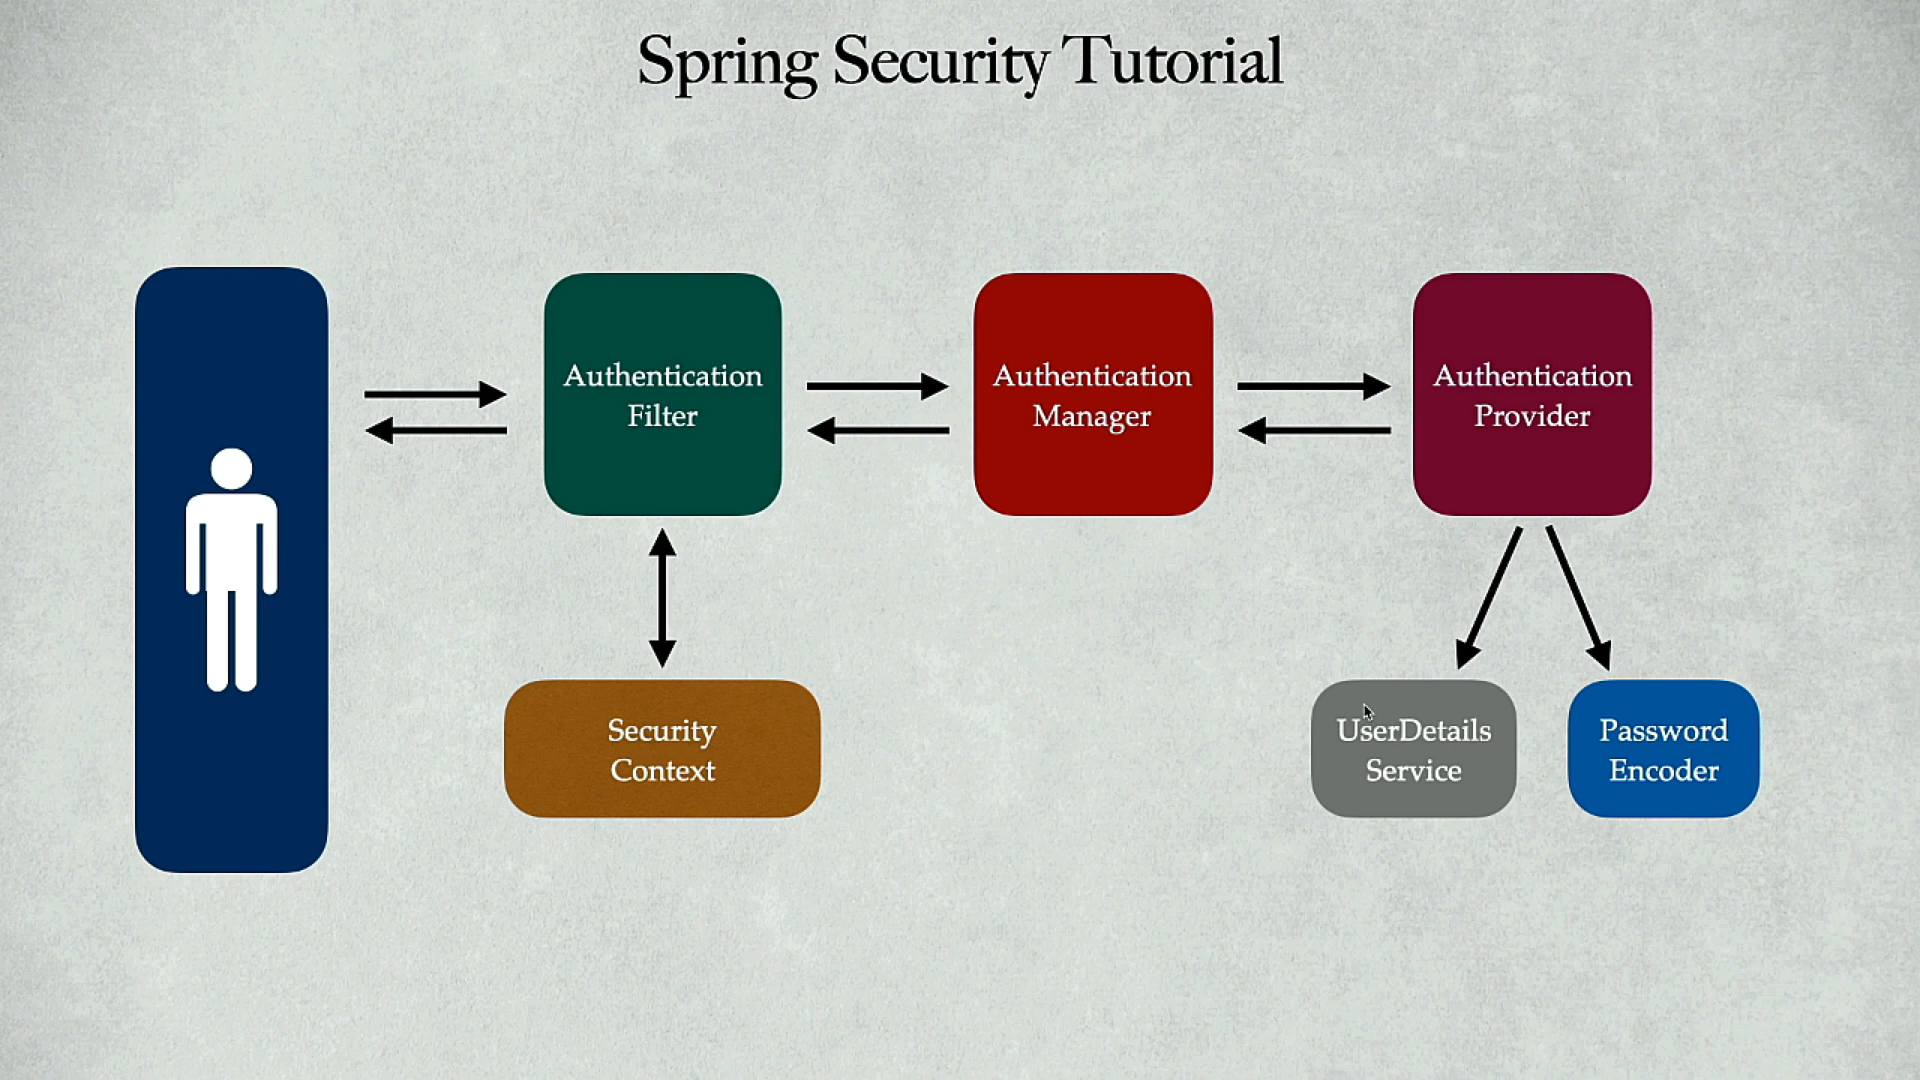 Spring Security Tutorial
Authentication
Filter
Authentication
Manager
Authentication
Provider
Security
Context
UserDetails
Service
Password
Encoder